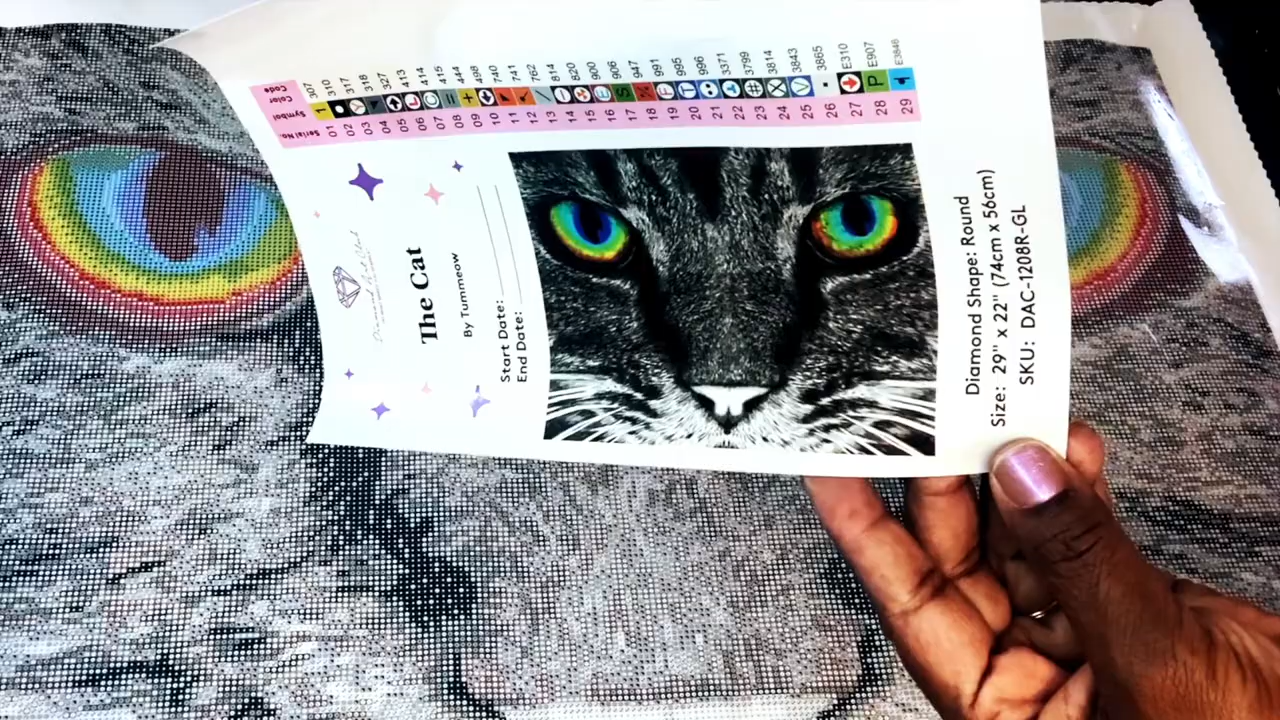 The Cat
By Tummeow
Start Date:
End Date:
Serial No. Symbol Color Code
01 1 307
02 310
03 Y 317
04 318
05 327
06 L 413
07 C 414
08 = 415
09 + 444
10 498
11 740
12 741
13 / 762
14 814
15 820
16 E 900
17 S 906
18 947
19 F 991
20 T 995
21 996
22 3371
23 # 3799
24 X 3814
25 V 3843
26 3865
27 E310
28 P E907
29 E3846
Diamond Shape: Round
Size: 29" x 22" (74cm x 56cm)
SKU: DAC-1208R-GL